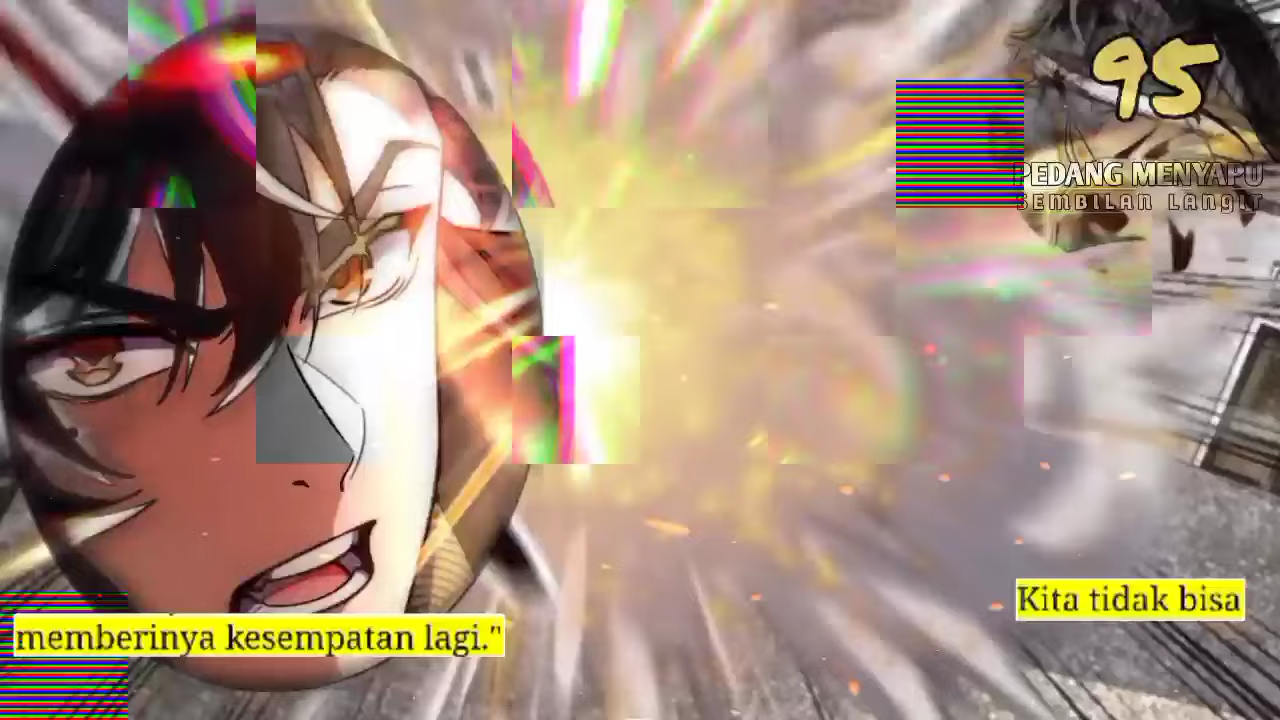 95
PEDANG MENYAPU
SEMBILAN LANGIT
Kita tidak bisa
memberinya kesempatan lagi."